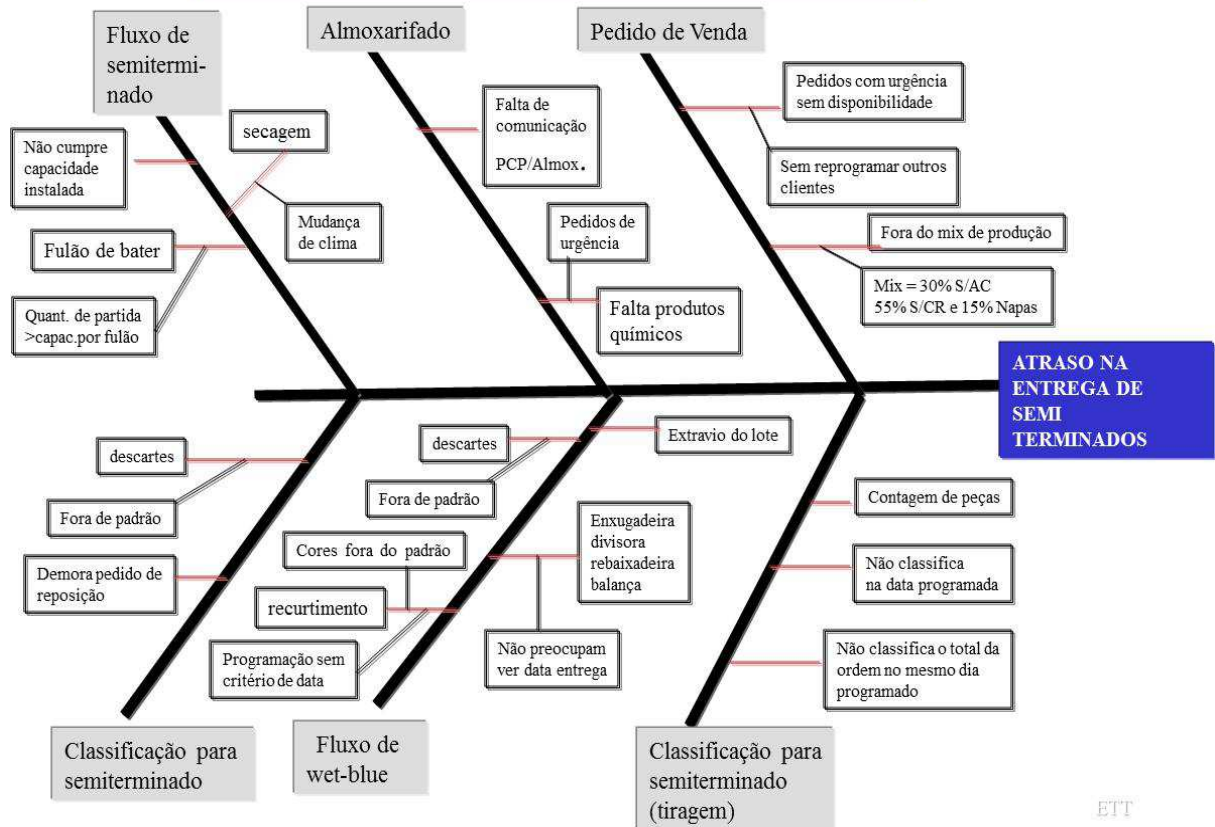 Fluxo de
semitermi-
nado
Almoxarifado
Pedido de Venda
Não cumpre
capacidade
instalada
secagem
Mudança
de clima
Fulão de bater
Quant. de partida
>capac.por fulão
Falta de
comunicação
PCP/Almox.
Pedidos de
urgência
Falta produtos
químicos
Pedidos com urgência
sem disponibilidade
Sem reprogramar outros
clientes
Fora do mix de produção
Mix = 30% S/AC
55% S/CR e 15% Napas
ATRASO NA
ENTREGA DE
SEMI
TERMINADOS
descartes
Fora de padrão
Demora pedido de
reposição
descartes
Fora de padrão
Extravio do lote
Cores fora do padrão
recurtimento
Programação sem
critério de data
Enxugadeira
divisora
rebaixadeira
balança
Não preocupam
ver data entrega
Contagem de peças
Não classifica
na data programada
Não classifica o total da
ordem no mesmo dia
programado
Classificação para
semiterminado
Fluxo de
wet-blue
Classificação para
semiterminado
(tiragem)
ETT